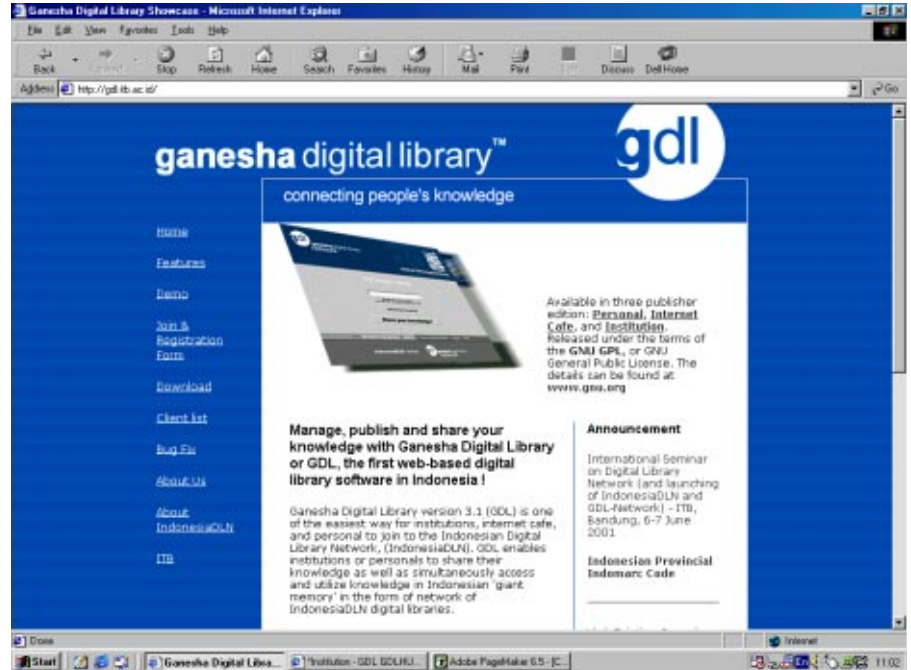 Ganesha Digital Library Showcase - Microsoft Internet Explorer
File Edit View Favorites Tools Help
Back Stop Refresh Home Search Favorites History Mail Print Discuss Dell Home
Address http://gdl.itb.ac.id/ Go
ganesha digital library™
gdl
connecting people's knowledge
Home
Features
Demo
Join &
Registration
Form
Download
Client list
Bug Fix
About Us
About
IndonesiaDLN
ITB
Available in three publisher
edition: Personal, Internet
Cafe, and Institution.
Released under the terms of
the GNU GPL, or GNU
General Public License. The
details can be found at
www.gnu.org
Manage, publish and share your
knowledge with Ganesha Digital Library
or GDL, the first web-based digital
library software in Indonesia !
Ganesha Digital Library version 3.1 (GDL) is one
of the easiest way for institutions, internet cafe,
and personal to join to the Indonesian Digital
Library Network, (IndonesiaDLN). GDL enables
institutions or personals to share their
knowledge as well as simultaneously access
and utilize knowledge in Indonesian 'giant
memory' in the form of network of
IndonesiaDLN digital libraries.
Announcement
International Seminar
on Digital Library
Network (and launching
of IndonesiaDLN and
GDL-Network) - ITB,
Bandung, 6-7 June
2001
Indonesian Provincial
Indomarc Code
Done Internet
Start Ganesha Digital Libra... "Institution - GDL GDLHU... Adobe PageMaker 6.5 - [C... 11:02